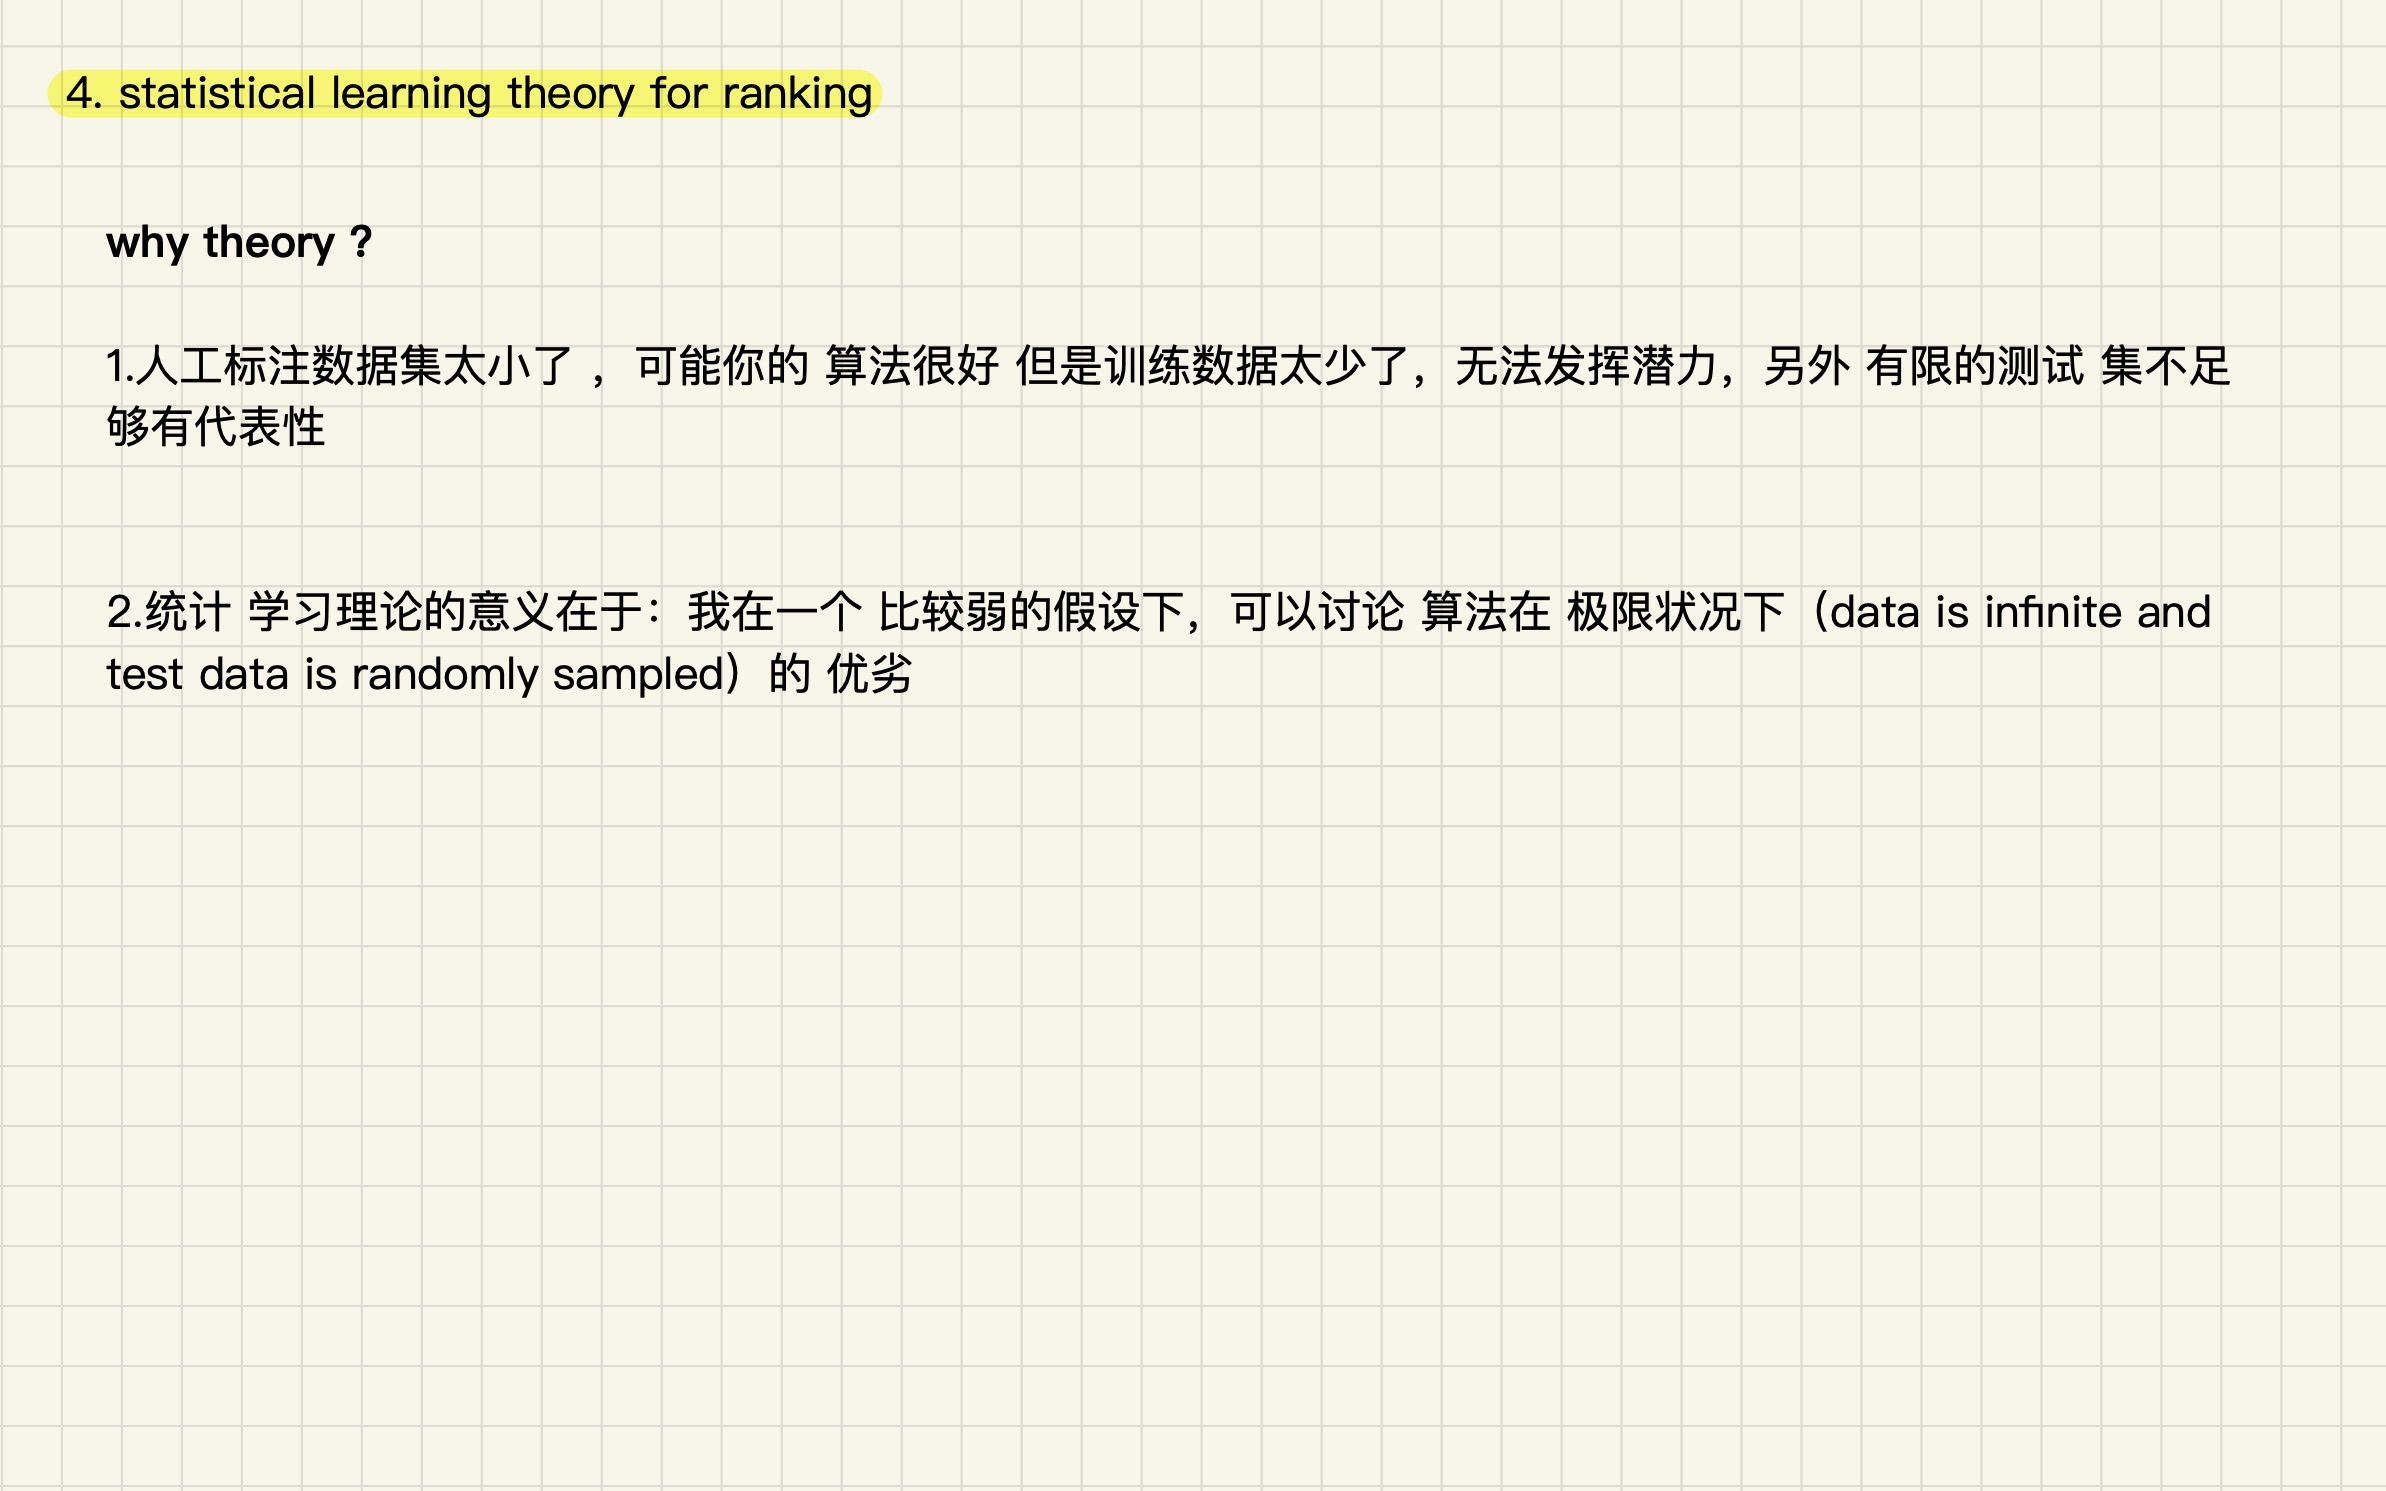 4. statistical learning theory for ranking
why theory ?
1.人工标注数据集太小了 ，可能你的 算法很好 但是训练数据太少了，无法发挥潜力，另外 有限的测试 集不足
够有代表性
2.统计 学习理论的意义在于：我在一个 比较弱的假设下，可以讨论 算法在 极限状况下（data is infinite and
test data is randomly sampled）的 优劣